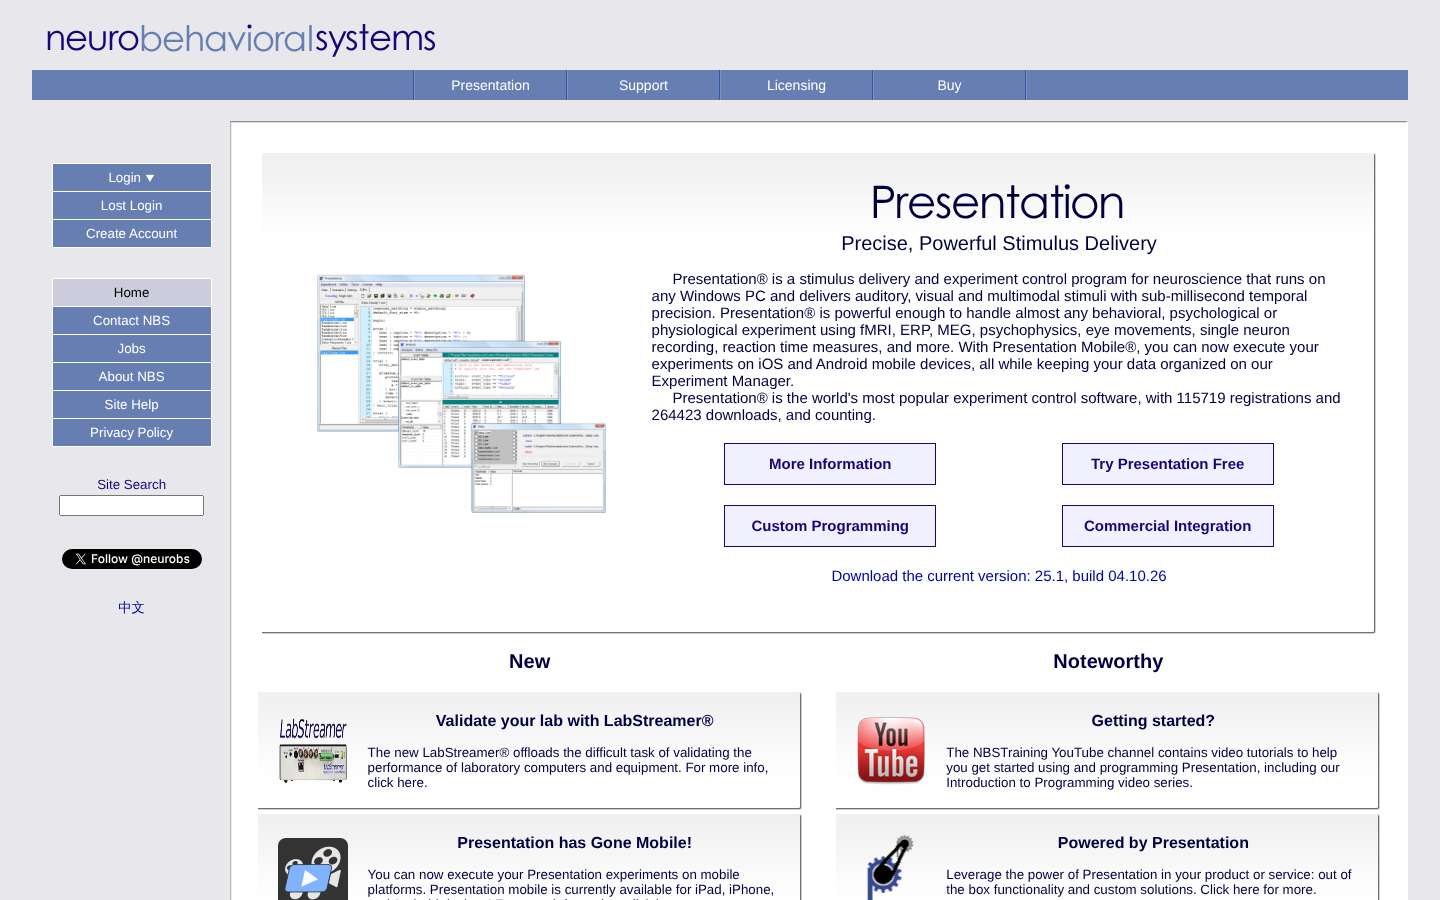 neurobehavioralsystems
Presentation
Support
Licensing
Buy
Login ▼
Lost Login
Create Account
Home
Contact NBS
Jobs
About NBS
Site Help
Privacy Policy
Site Search
Follow @neurobs
中文
Presentation
Precise, Powerful Stimulus Delivery
Presentation® is a stimulus delivery and experiment control program for neuroscience that runs on
any Windows PC and delivers auditory, visual and multimodal stimuli with sub-millisecond temporal
precision. Presentation® is powerful enough to handle almost any behavioral, psychological or
physiological experiment using fMRI, ERP, MEG, psychophysics, eye movements, single neuron
recording, reaction time measures, and more. With Presentation Mobile®, you can now execute your
experiments on iOS and Android mobile devices, all while keeping your data organized on our
Experiment Manager.
Presentation® is the world's most popular experiment control software, with 115719 registrations and
264423 downloads, and counting.
More Information
Try Presentation Free
Custom Programming
Commercial Integration
Download the current version: 25.1, build 04.10.26
New
LabStreamer
Validate your lab with LabStreamer®
The new LabStreamer® offloads the difficult task of validating the
performance of laboratory computers and equipment. For more info,
click here.
Presentation has Gone Mobile!
You can now execute your Presentation experiments on mobile
platforms. Presentation mobile is currently available for iPad, iPhone,
Noteworthy
You
Tube
Getting started?
The NBSTraining YouTube channel contains video tutorials to help
you get started using and programming Presentation, including our
Introduction to Programming video series.
Powered by Presentation
Leverage the power of Presentation in your product or service: out of
the box functionality and custom solutions. Click here for more.